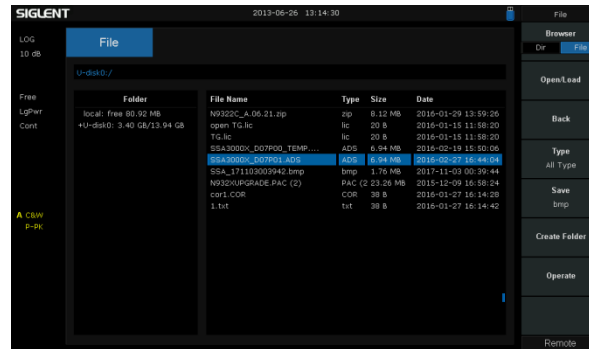 SIGLENT 2013-06-26 13:14:30 File
LOG
10 dB
Free
LgPwr
Cont
A C&W
P-PK
File
U-disk0:/
Folder
local: free 80.92 MB
+U-disk0: 3.40 GB/13.94 GB
File Name Type Size Date
N9322C_A.06.21.zip zip 8.12 MB 2016-01-29 13:59:26
open TG.lic lic 20 B 2016-01-15 11:58:20
TG.lic lic 20 B 2016-01-15 11:58:20
SSA3000X_D07P00_TEMP.... ADS 6.94 MB 2016-02-19 15:50:06
SSA3000X_D07P01.ADS ADS 6.94 MB 2016-02-27 16:44:04
SSA_171103003942.bmp bmp 1.76 MB 2017-11-03 00:39:44
N932XUPGRADE.PAC (2) PAC (2 23.26 MB 2015-12-09 16:58:24
cor1.COR COR 38 B 2016-01-27 16:14:28
1.txt txt 38 B 2016-01-27 16:14:42
Browser
Dir File
Open/Load
Back
Type
All Type
Save
bmp
Create Folder
Operate
Remote